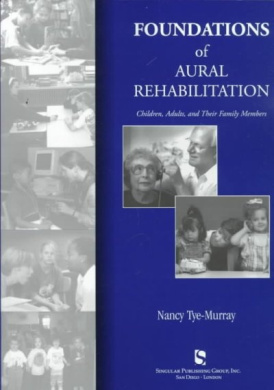 FOUNDATIONS
of
AURAL
REHABILITATION
Children, Adults, and Their Family Members
Nancy Tye-Murray
S
SINGULAR PUBLISHING GROUP, INC.
SAN DIEGO · LONDON